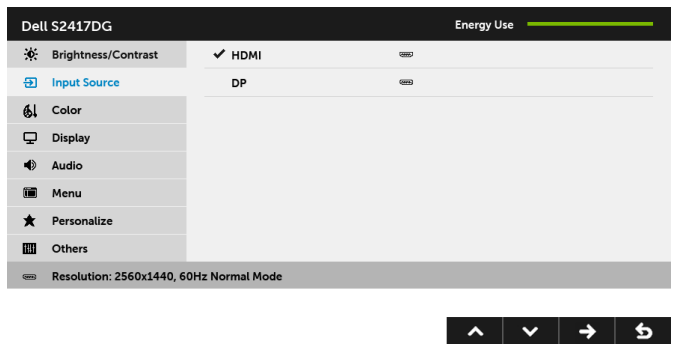 Dell S2417DG
Energy Use
Brightness/Contrast
HDMI
Input Source
DP
Color
Display
Audio
Menu
Personalize
Others
Resolution: 2560x1440, 60Hz Normal Mode